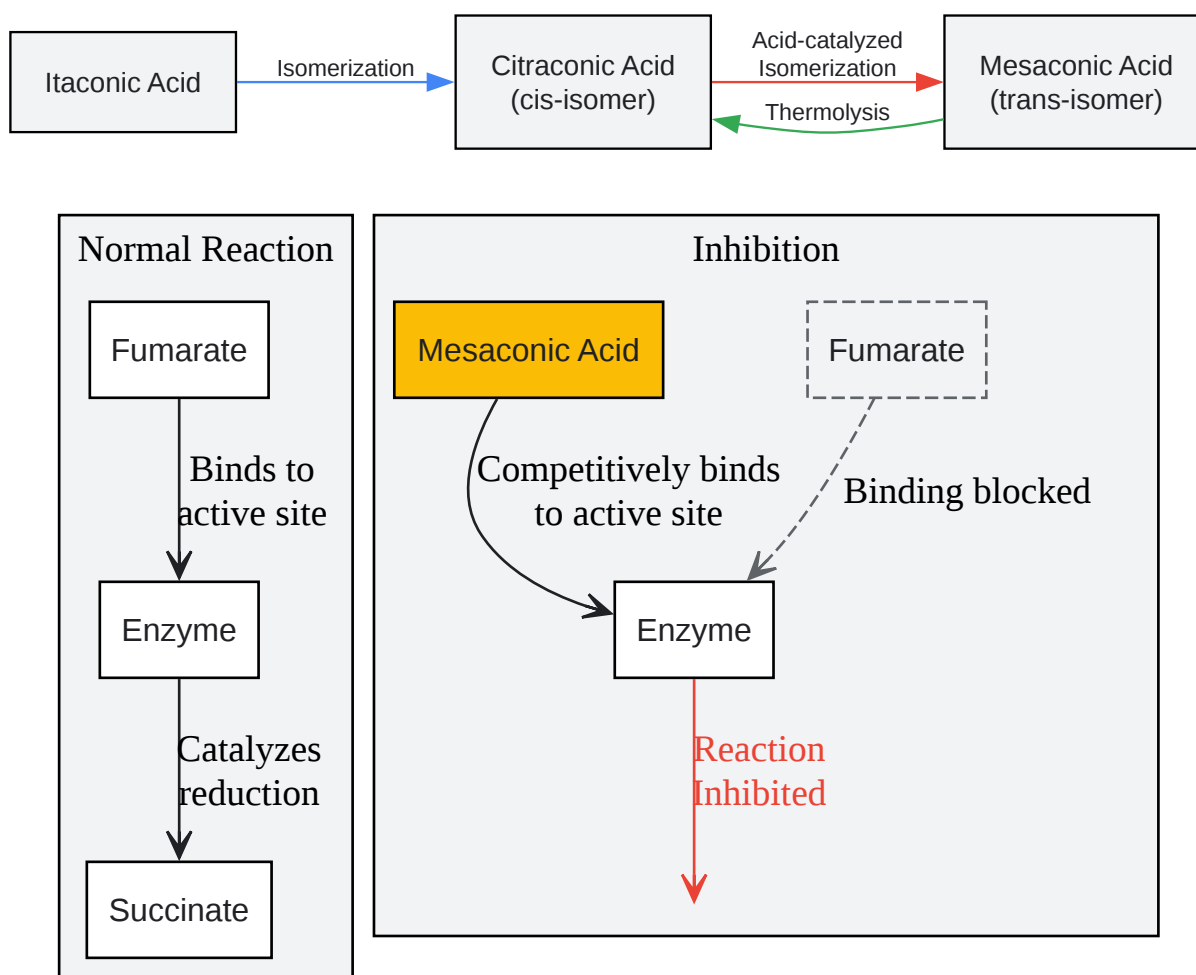 Itaconic Acid
Isomerization
Citraconic Acid
(cis-isomer)
Acid-catalyzed
Isomerization
Thermolysis
Mesaconic Acid
(trans-isomer)
Normal Reaction
Fumarate
Binds to
active site
Enzyme
Catalyzes
reduction
Succinate
Inhibition
Mesaconic Acid
Fumarate
Competitively binds
to active site
Binding blocked
Enzyme
Reaction
Inhibited